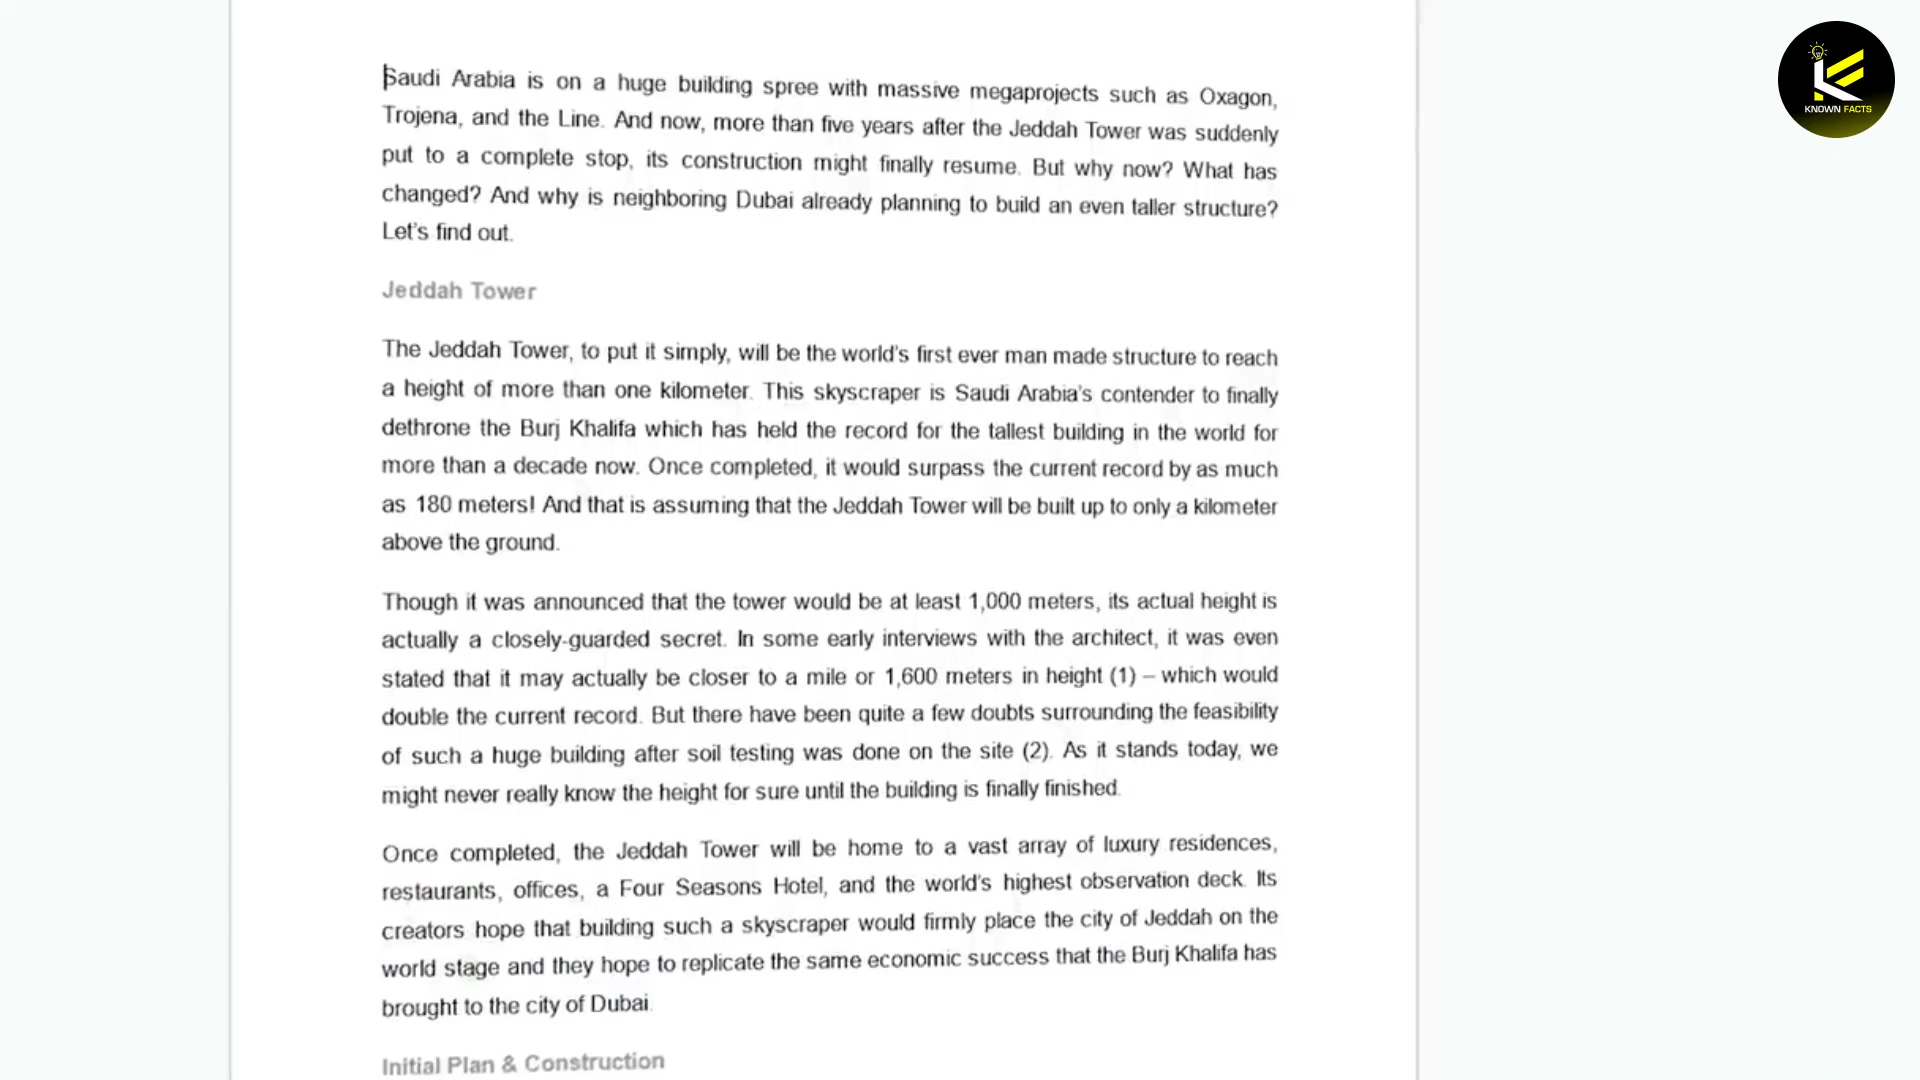 Saudi Arabia is on a huge building spree with massive megaprojects such as Oxagon,
Trojena, and the Line. And now, more than five years after the Jeddah Tower was suddenly
put to a complete stop, its construction might finally resume. But why now? What has
changed? And why is neighboring Dubai already planning to build an even taller structure?
Let's find out.
Jeddah Tower
The Jeddah Tower, to put it simply, will be the world's first ever man made structure to reach
a height of more than one kilometer. This skyscraper is Saudi Arabia's contender to finally
dethrone the Burj Khalifa which has held the record for the tallest building in the world for
more than a decade now. Once completed, it would surpass the current record by as much
as 180 meters! And that is assuming that the Jeddah Tower will be built up to only a kilometer
above the ground.
Though it was announced that the tower would be at least 1,000 meters, its actual height is
actually a closely-guarded secret. In some early interviews with the architect, it was even
stated that it may actually be closer to a mile or 1,600 meters in height (1) – which would
double the current record. But there have been quite a few doubts surrounding the feasibility
of such a huge building after soil testing was done on the site (2). As it stands today, we
might never really know the height for sure until the building is finally finished.
Once completed, the Jeddah Tower will be home to a vast array of luxury residences,
restaurants, offices, a Four Seasons Hotel, and the world's highest observation deck. Its
creators hope that building such a skyscraper would firmly place the city of Jeddah on the
world stage and they hope to replicate the same economic success that the Burj Khalifa has
brought to the city of Dubai.
Initial Plan & Construction
KNOWN FACTS